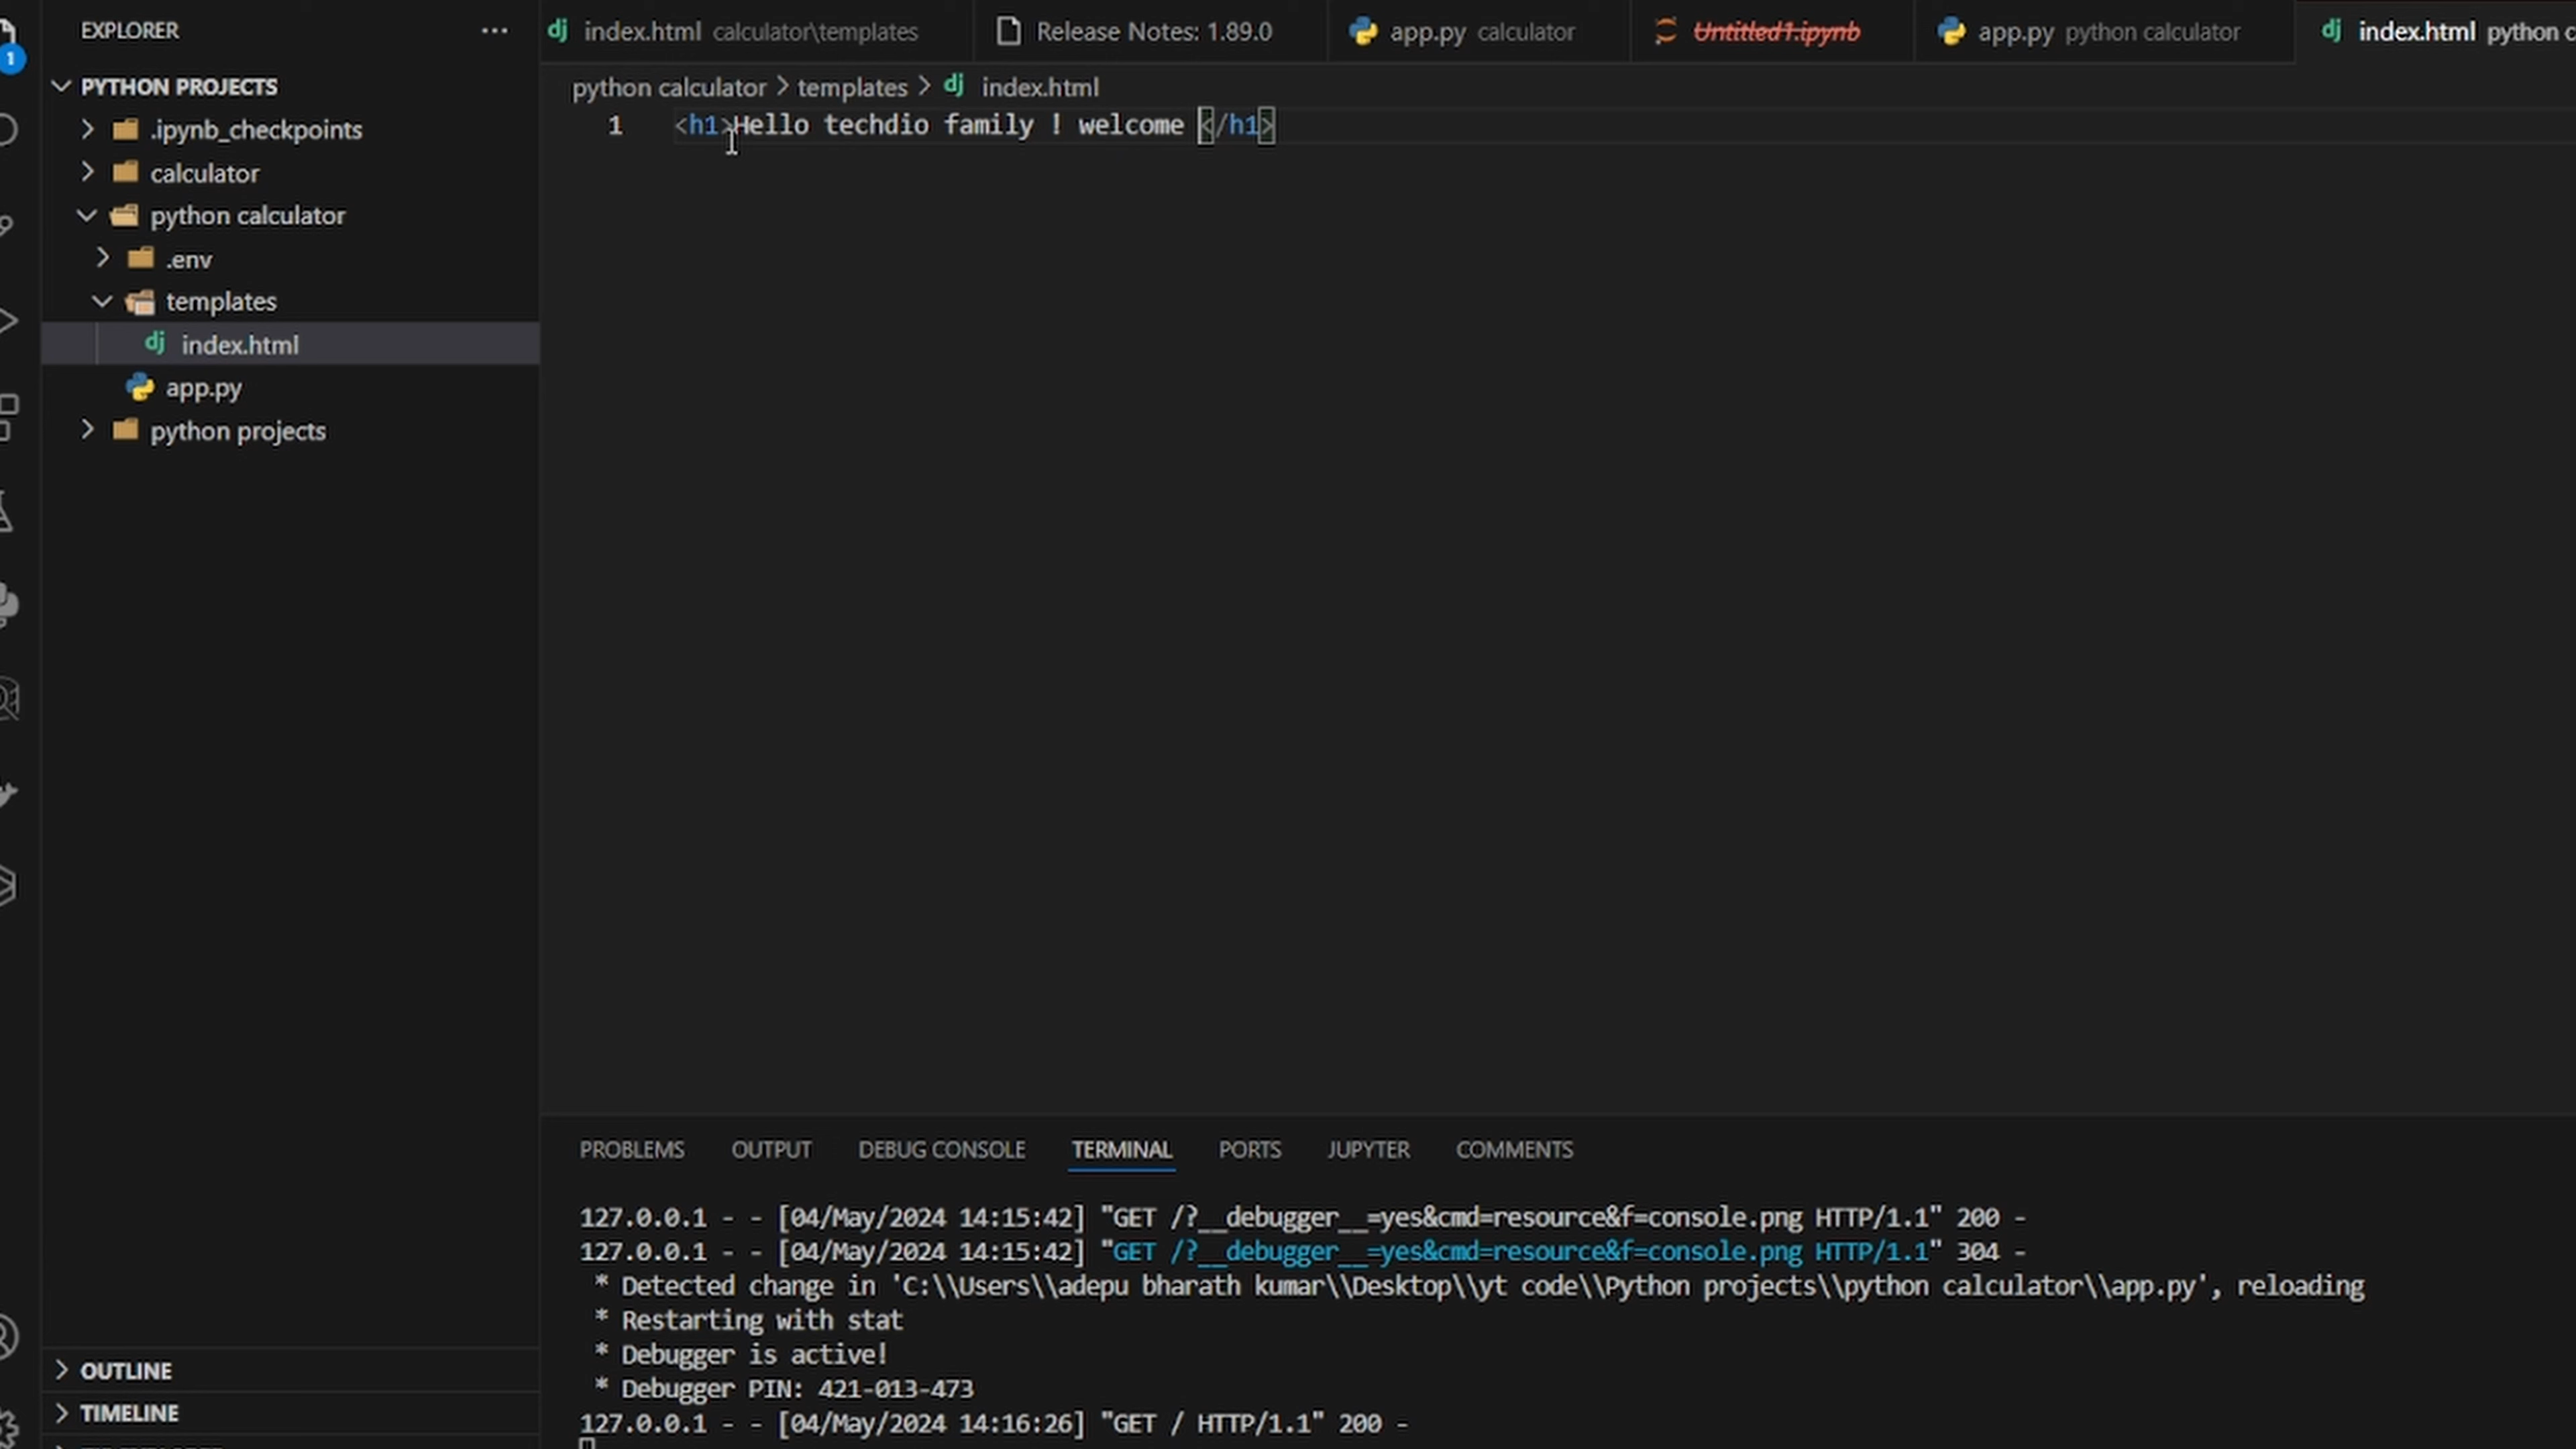 1
EXPLORER
PYTHON PROJECTS
.ipynb_checkpoints
calculator
python calculator
.env
templates
dj index.html
app.py
python projects
OUTLINE
TIMELINE
dj index.html calculator\templates
Release Notes: 1.89.0
app.py calculator
Untitled1.ipynb
app.py python calculator
dj index.html python c
python calculator > templates > dj index.html
1 <h1>Hello techdio family ! welcome </h1>
PROBLEMS OUTPUT DEBUG CONSOLE TERMINAL PORTS JUPYTER COMMENTS
127.0.0.1 - - [04/May/2024 14:15:42] "GET /?__debugger__=yes&cmd=resource&f=console.png HTTP/1.1" 200 -
127.0.0.1 - - [04/May/2024 14:15:42] "GET /?__debugger__=yes&cmd=resource&f=console.png HTTP/1.1" 304 -
* Detected change in 'C:\\Users\\adepu bharath kumar\\Desktop\\yt code\\Python projects\\python calculator\\app.py', reloading
* Restarting with stat
* Debugger is active!
* Debugger PIN: 421-013-473
127.0.0.1 - - [04/May/2024 14:16:26] "GET / HTTP/1.1" 200 -